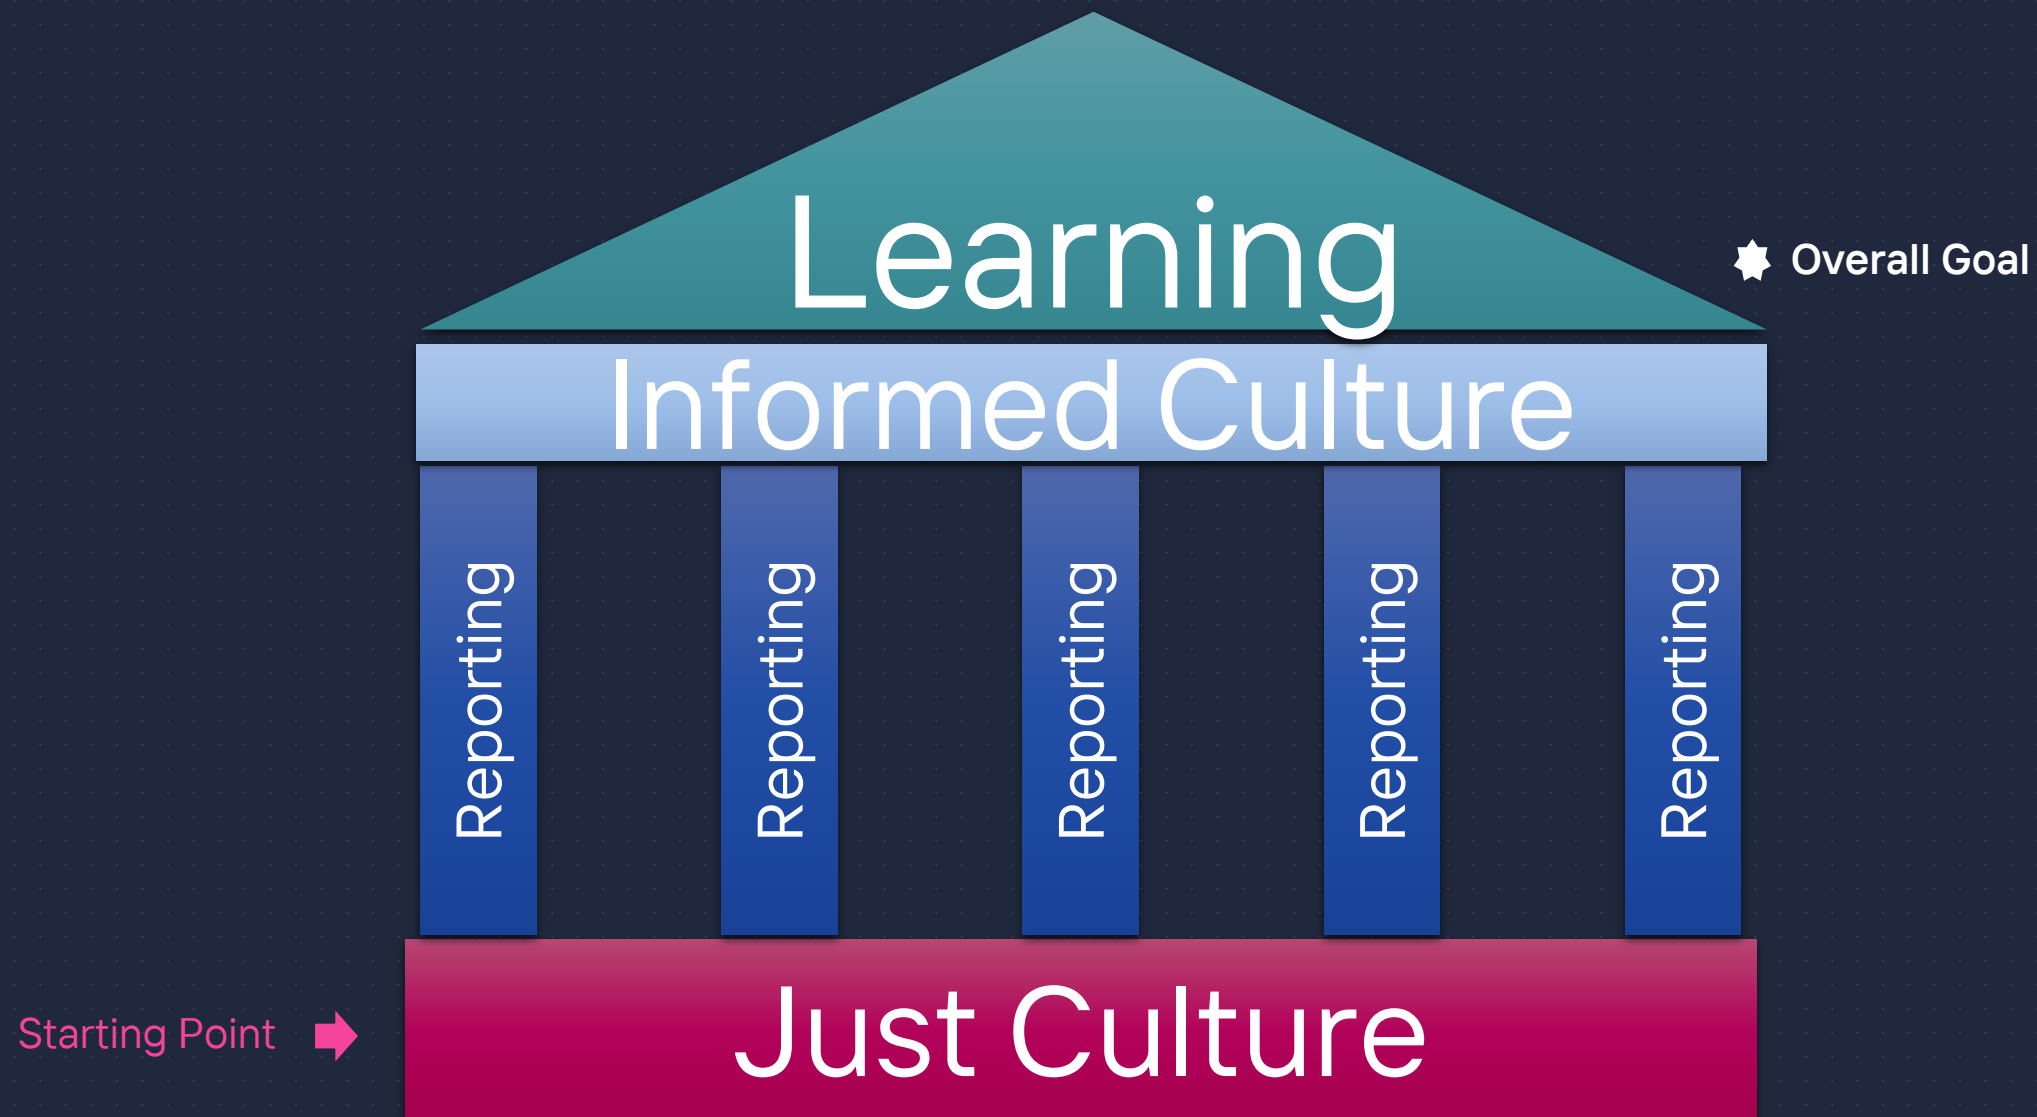 Learning
Overall Goal
Informed Culture
Reporting
Reporting
Reporting
Reporting
Reporting
Starting Point
Just Culture